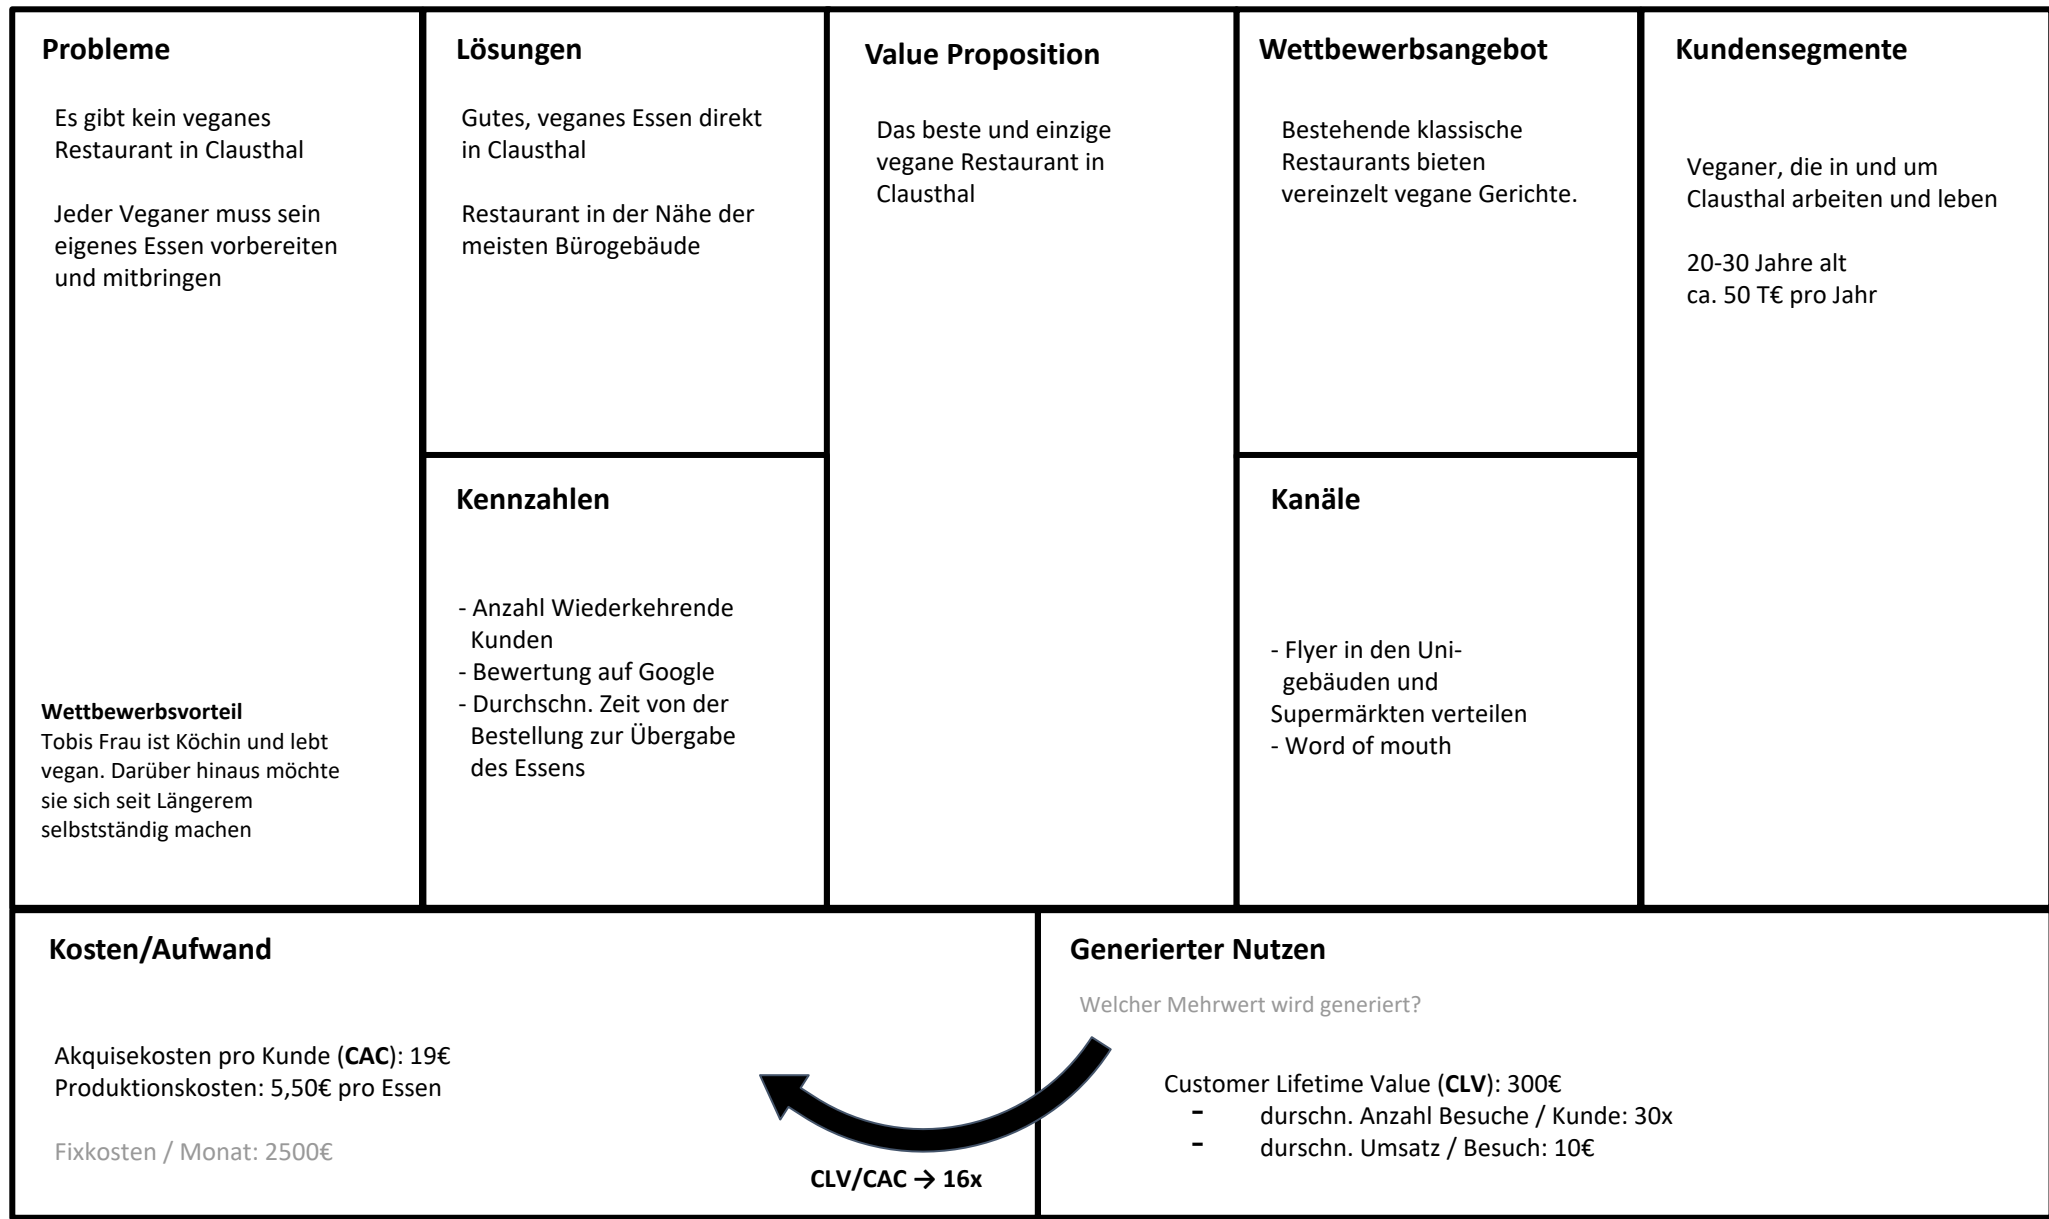 Probleme
Es gibt kein veganes
Restaurant in Clausthal
Jeder Veganer muss sein
eigenes Essen vorbereiten
und mitbringen
Wettbewerbsvorteil
Tobis Frau ist Köchin und lebt
vegan. Darüber hinaus möchte
sie sich seit Längerem
selbstständig machen
Lösungen
Gutes, veganes Essen direkt
in Clausthal
Restaurant in der Nähe der
meisten Bürogebäude
Kennzahlen
- Anzahl Wiederkehrende
Kunden
- Bewertung auf Google
- Durchschn. Zeit von der
Bestellung zur Übergabe
des Essens
Value Proposition
Das beste und einzige
vegane Restaurant in
Clausthal
Wettbewerbsangebot
Bestehende klassische
Restaurants bieten
vereinzelt vegane Gerichte.
Kanäle
- Flyer in den Uni-
gebäuden und
Supermärkten verteilen
- Word of mouth
Kundensegmente
Veganer, die in und um
Clausthal arbeiten und leben
20-30 Jahre alt
ca. 50 T€ pro Jahr
Kosten/Aufwand
Akquisekosten pro Kunde (CAC): 19€
Produktionskosten: 5,50€ pro Essen
Fixkosten / Monat: 2500€
CLV/CAC → 16x
Generierter Nutzen
Welcher Mehrwert wird generiert?
Customer Lifetime Value (CLV): 300€
- durschn. Anzahl Besuche / Kunde: 30x
- durschn. Umsatz / Besuch: 10€